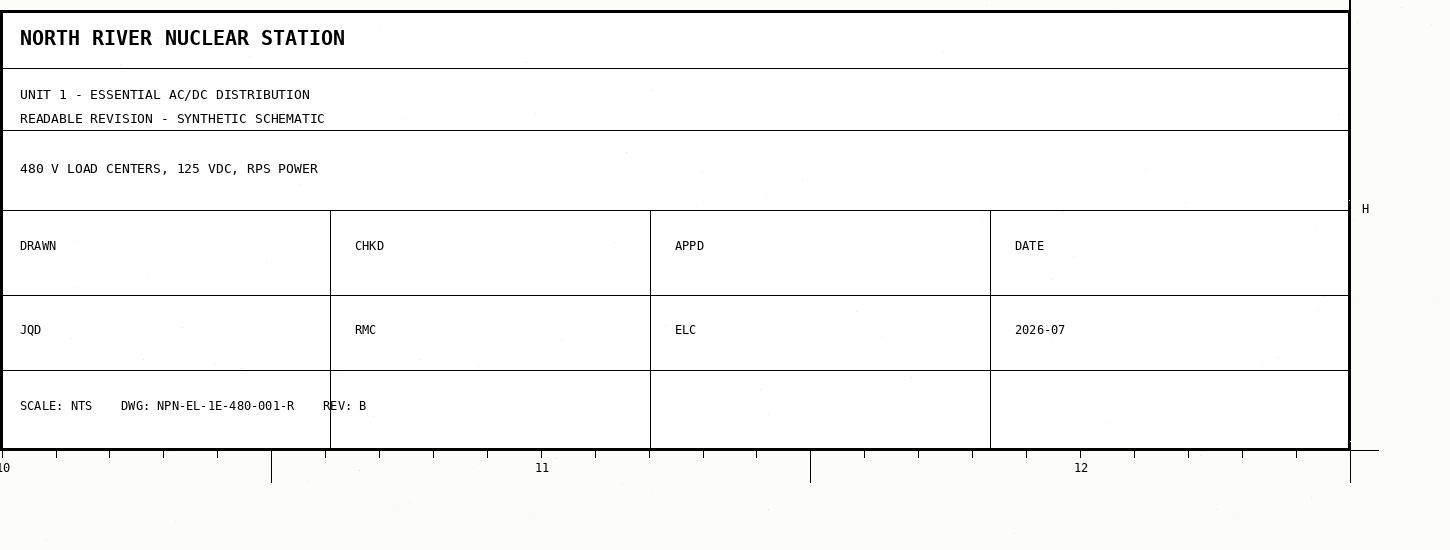 NORTH RIVER NUCLEAR STATION
UNIT 1 - ESSENTIAL AC/DC DISTRIBUTION
READABLE REVISION - SYNTHETIC SCHEMATIC
480 V LOAD CENTERS, 125 VDC, RPS POWER
H
DRAWN CHKD APPD DATE
JQD RMC ELC 2026-07
SCALE: NTS DWG: NPN-EL-1E-480-001-R REV: B
10 11 12